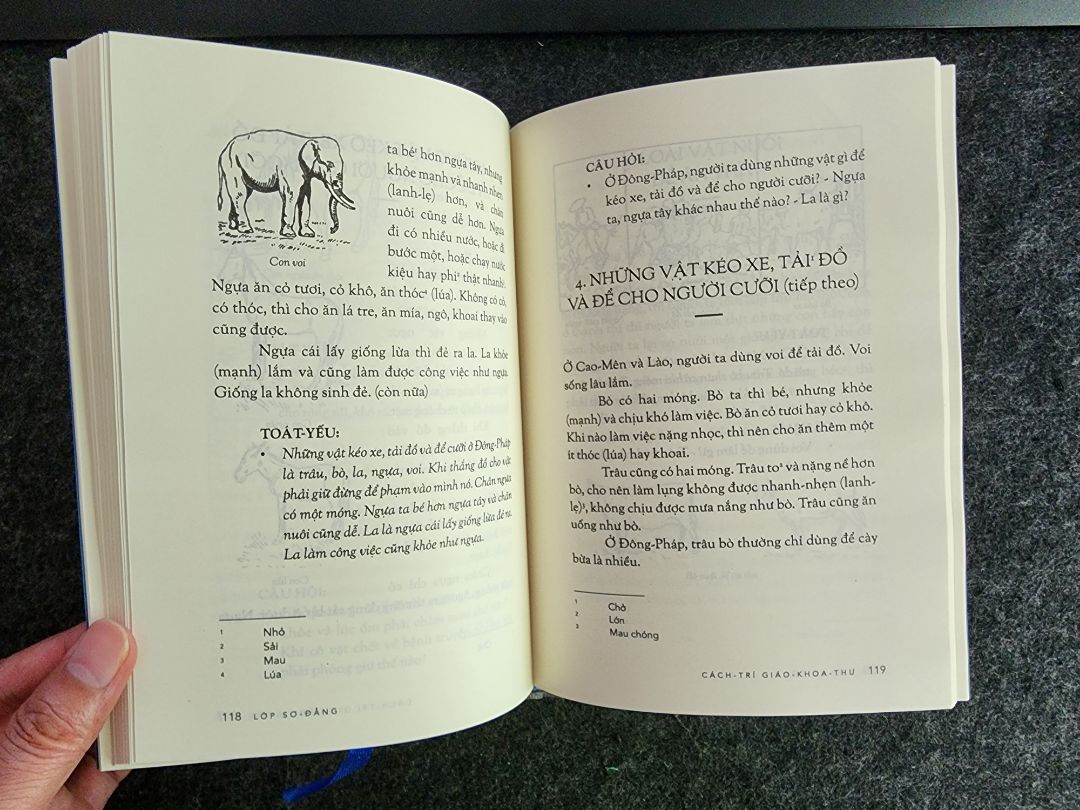 ta bé¹ hơn ngựa tây, nhưng
khỏe mạnh và nhanh nhẹn
(lanh-lẹ) hơn, và chăn
nuôi cũng dễ hơn. Ngựa
đi có nhiều nước, hoặc đi
bước một, hoặc chạy nước
kiệu hay phi² thật nhanh³.
Con voi
Ngựa ăn cỏ tươi, cỏ khô, ăn thóc⁴ (lúa). Không có cỏ,
có thóc, thì cho ăn lá tre, ăn mía, ngô, khoai thay vào
cũng được.
Ngựa cái lấy giống lừa thì đẻ ra la. La khỏe
(mạnh) lắm và cũng làm được công việc như ngựa.
Giống la không sinh đẻ. (còn nữa)
TOÁT-YẾU:
• Những vật kéo xe, tải đồ và để cưỡi ở Đông-Pháp
là trâu, bò, la, ngựa, voi. Khi thắng đồ cho vật
phải giữ đừng để phạm vào mình nó. Chân ngựa
có một móng. Ngựa ta bé hơn ngựa tây và chăn
nuôi cũng dễ. La là ngựa cái lấy giống lừa đẻ ra.
La làm công việc cũng khỏe như ngựa.
1 Nhỏ
2 Sải
3 Mau
4 Lúa
118 LỚP SƠ-ĐẲNG
CÂU HỎI:
• Ở Đông-Pháp, người ta dùng những vật gì để
kéo xe, tải đồ và để cho người cưỡi? - Ngựa
ta, ngựa tây khác nhau thế nào? - La là gì?
4. NHỮNG VẬT KÉO XE, TẢI¹ ĐỒ
VÀ ĐỂ CHO NGƯỜI CƯỠI (tiếp theo)
Ở Cao-Mên và Lào, người ta dùng voi để tải đồ. Voi
sống lâu lắm.
Bò có hai móng. Bò ta thì bé, nhưng khỏe
(mạnh) và chịu khó làm việc. Bò ăn cỏ tươi hay cỏ khô.
Khi nào làm việc nặng nhọc, thì nên cho ăn thêm một
ít thóc (lúa) hay khoai.
Trâu cũng có hai móng. Trâu to² và nặng nề hơn
bò, cho nên làm lụng không được nhanh-nhẹn (lanh-
lẹ)³, không chịu được mưa nắng như bò. Trâu cũng ăn
uống như bò.
Ở Đông-Pháp, trâu bò thường chỉ dùng để cày
bừa là nhiều.
1 Chở
2 Lớn
3 Mau chóng
CÁCH-TRÍ GIÁO-KHOA-THƯ 119